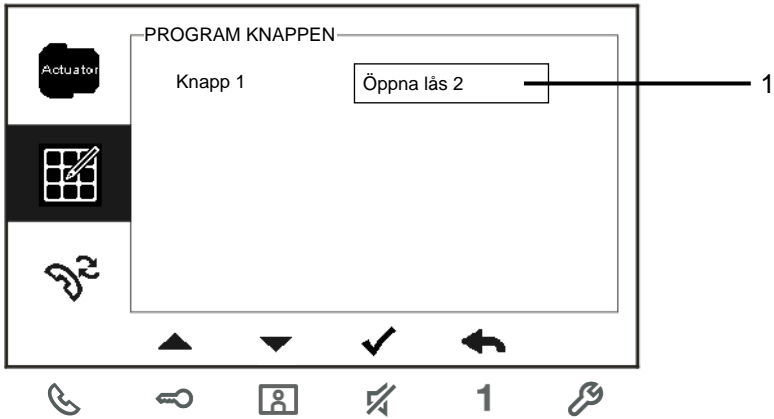 PROGRAM KNAPPEN
Actuator
Knapp 1
Öppna lås 2
1
1